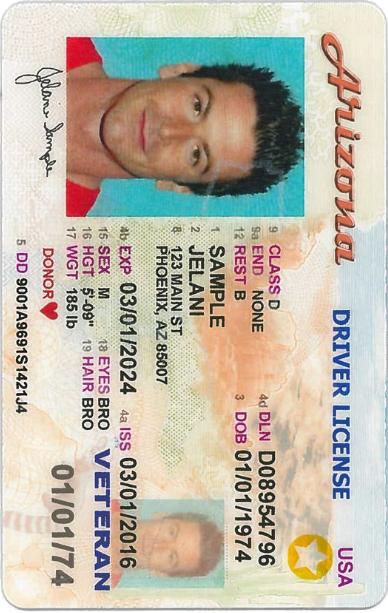 Arizona DRIVER LICENSE USA
9 CLASS D
9a END NONE
12 REST B
4d DLN D08954796
3 DOB 01/01/1974
1 SAMPLE
2 JELANI
8 123 MAIN ST
PHOENIX, AZ 85007
4b EXP 03/01/2024 4a ISS 03/01/2016
15 SEX M 18 EYES BRO
16 HGT 5'-09" 19 HAIR BRO
17 WGT 185 lb
VETERAN
DONOR
01/01/74
5 DD 9001A9691S1421J4
Jelani Sample